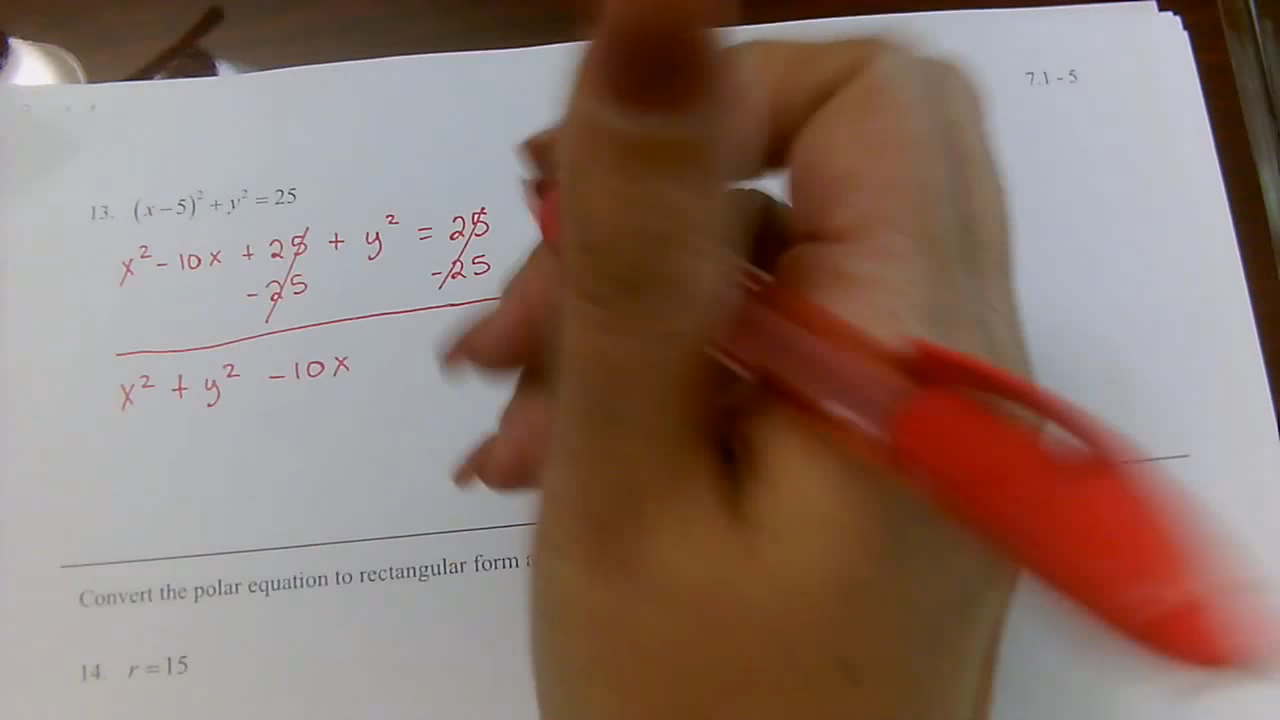 7.1 - 5
13. (x-5)² + y² = 25
x² - 10x + 25 + y² = 25
-25 -25
x² + y² - 10x
Convert the polar equation to rectangular form
14. r = 15